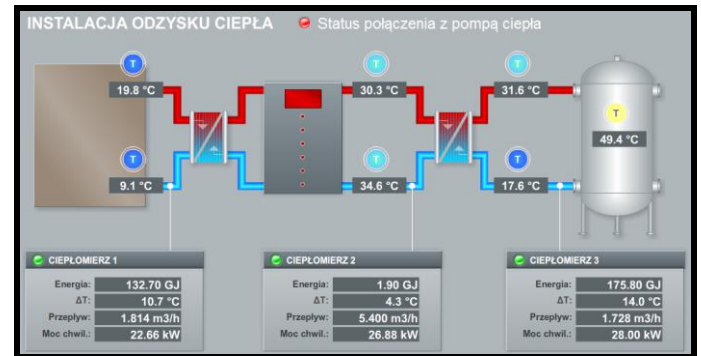 INSTALACJA ODZYSKU CIEPŁA Status połączenia z pompą ciepła
T T T
19.8 °C 30.3 °C 31.6 °C
T
49.4 °C
T T T
9.1 °C 34.6 °C 17.6 °C
CIEPŁOMIERZ 1
Energia: 132.70 GJ
ΔT: 10.7 °C
Przepływ: 1.814 m3/h
Moc chwil.: 22.66 kW
CIEPŁOMIERZ 2
Energia: 1.90 GJ
ΔT: 4.3 °C
Przepływ: 5.400 m3/h
Moc chwil.: 26.88 kW
CIEPŁOMIERZ 3
Energia: 175.80 GJ
ΔT: 14.0 °C
Przepływ: 1.728 m3/h
Moc chwil.: 28.00 kW